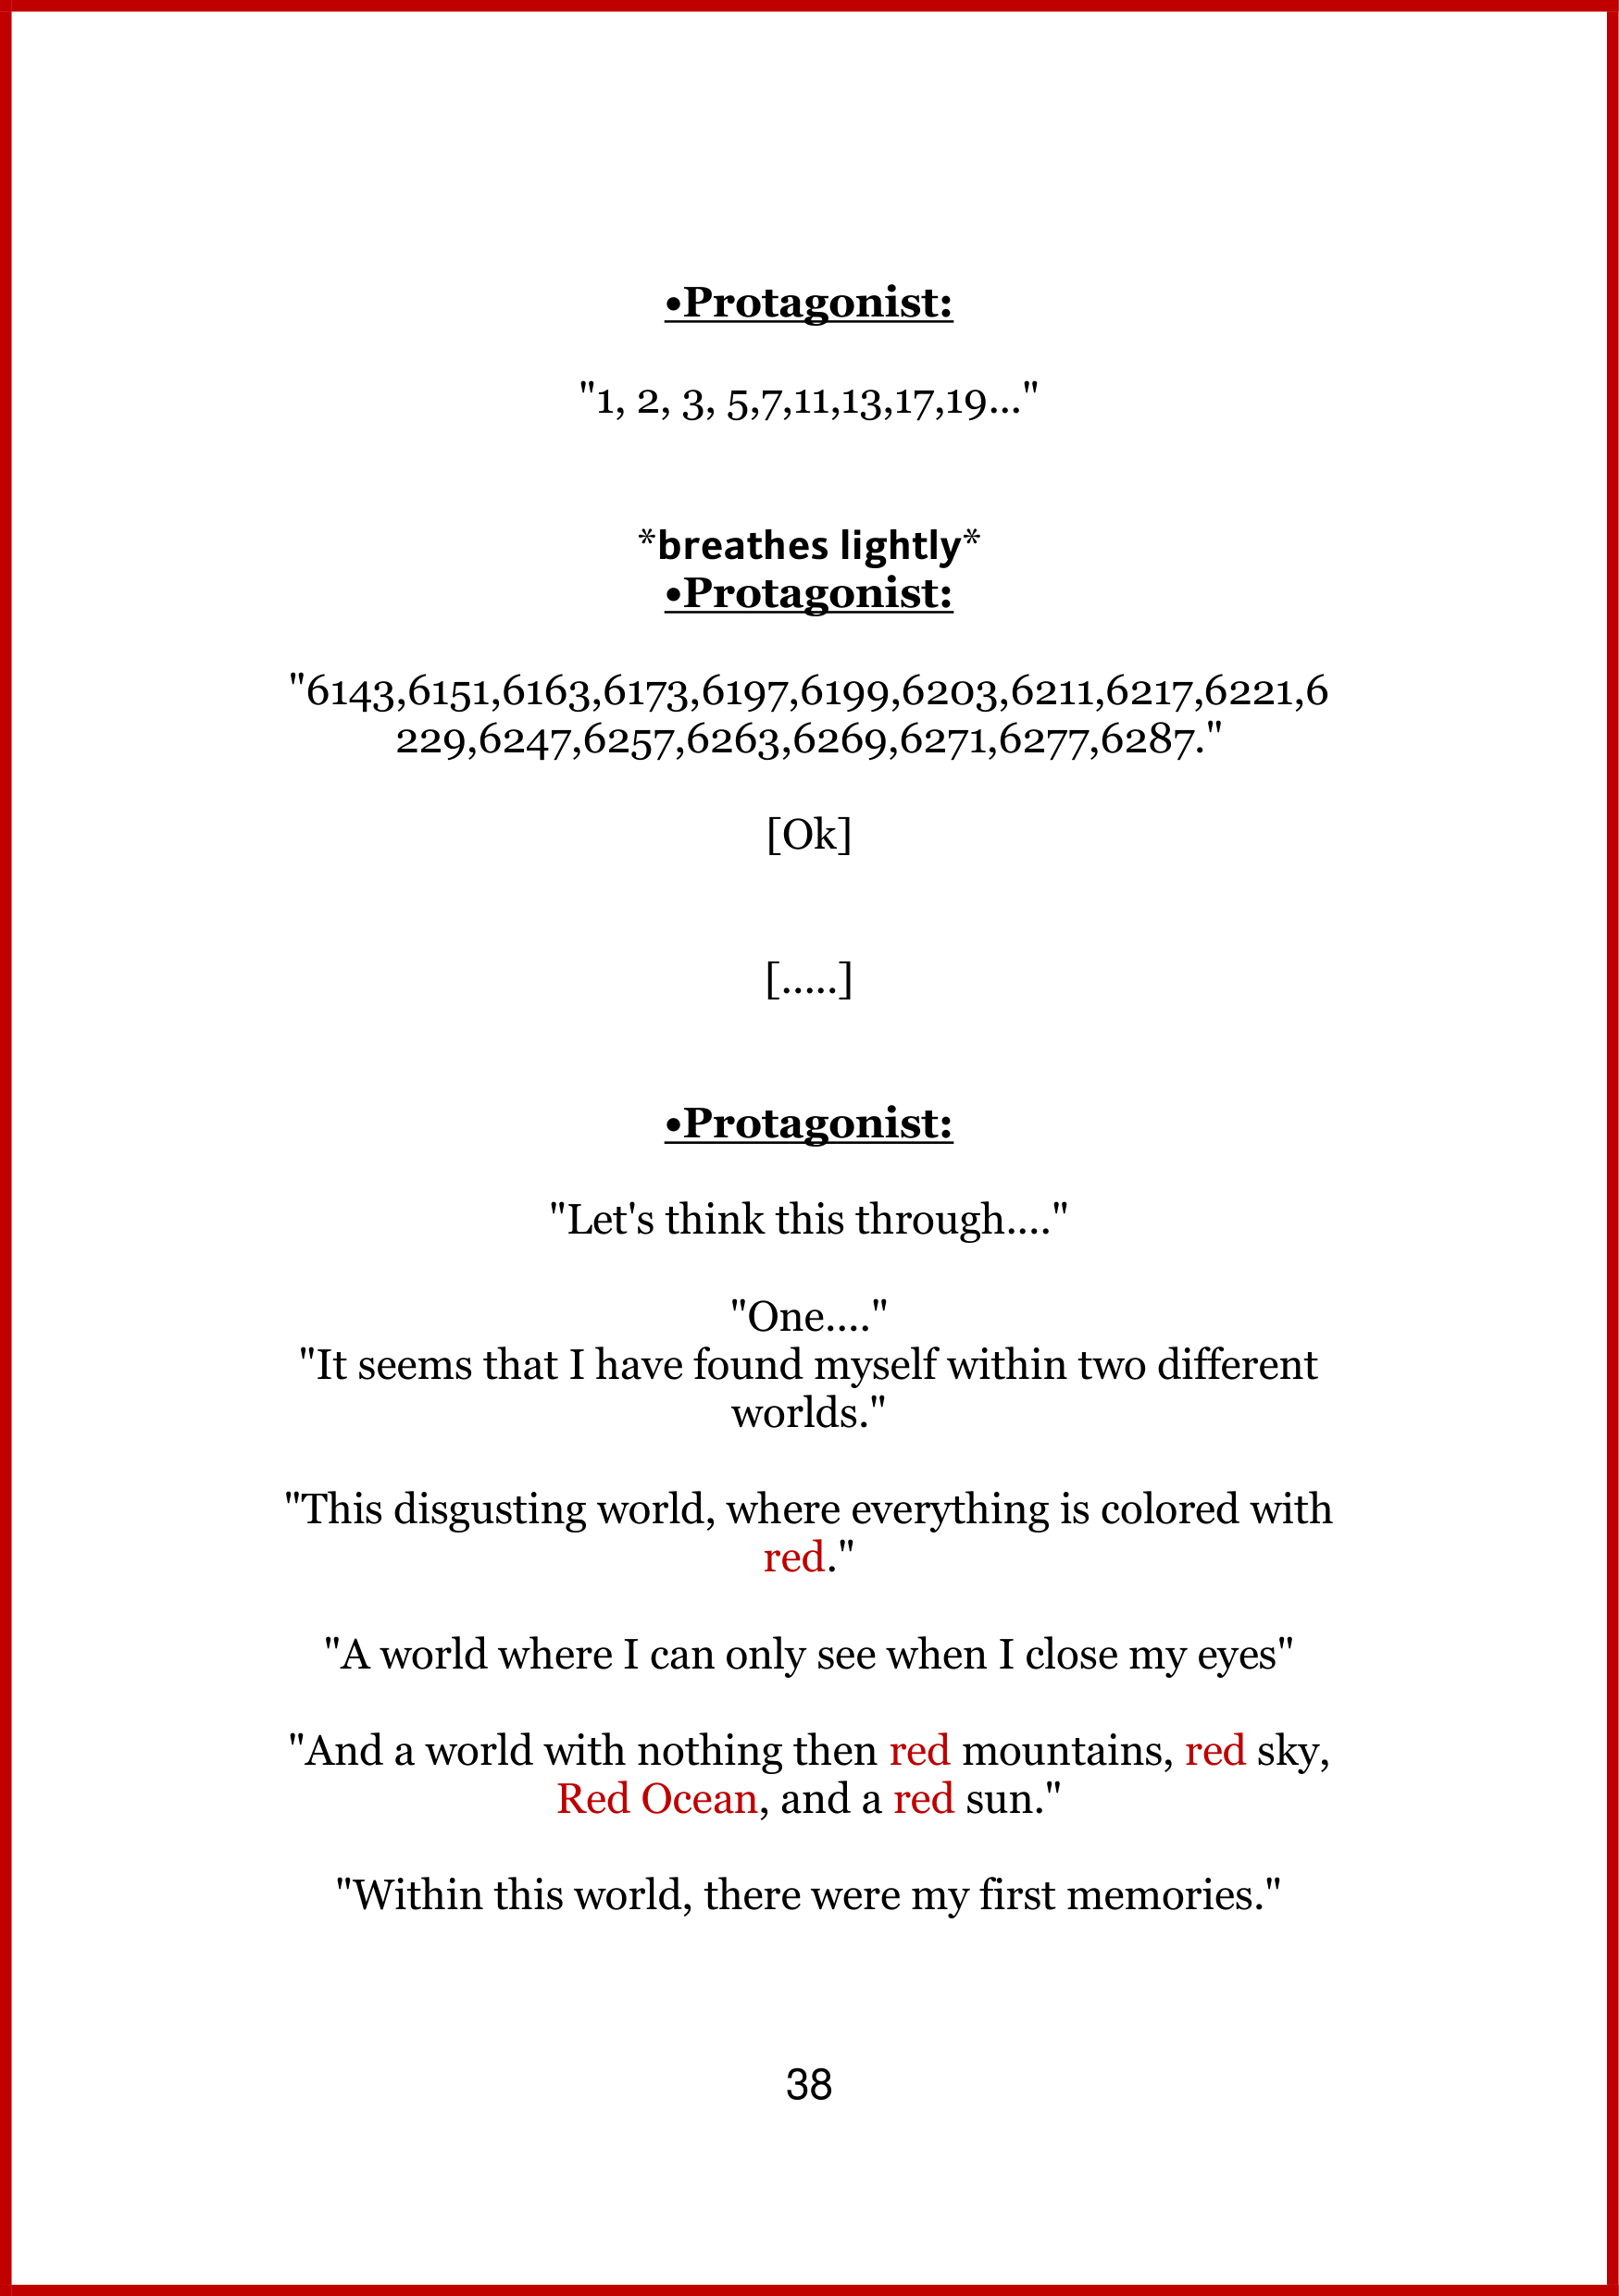 •Protagonist:
"1, 2, 3, 5,7,11,13,17,19..."
*breathes lightly*
•Protagonist:
"6143,6151,6163,6173,6197,6199,6203,6211,6217,6221,6
229,6247,6257,6263,6269,6271,6277,6287."
[Ok]
[.....]
•Protagonist:
"Let's think this through...."
"One...."
"It seems that I have found myself within two different
worlds."
"This disgusting world, where everything is colored with
red."
"A world where I can only see when I close my eyes"
"And a world with nothing then red mountains, red sky,
Red Ocean, and a red sun."
"Within this world, there were my first memories."
38